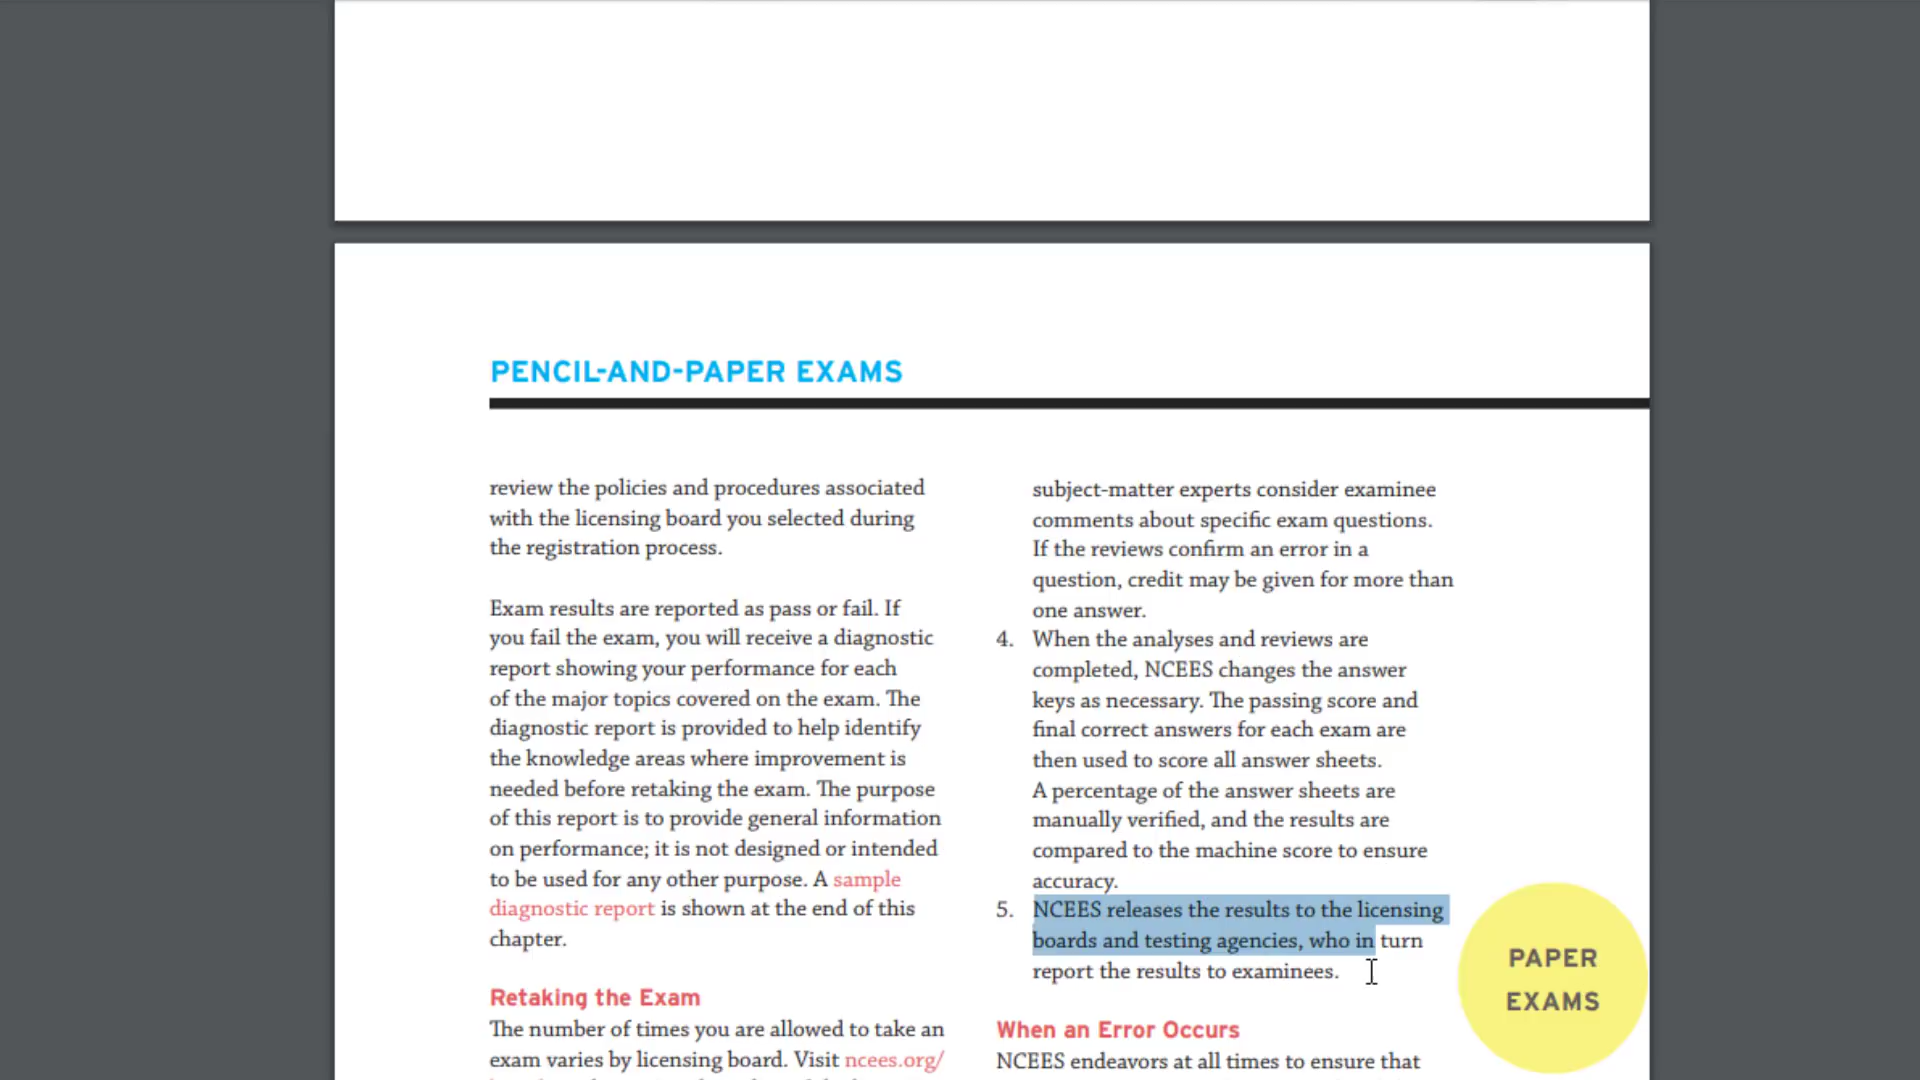 PENCIL-AND-PAPER EXAMS
review the policies and procedures associated
with the licensing board you selected during
the registration process.
Exam results are reported as pass or fail. If
you fail the exam, you will receive a diagnostic
report showing your performance for each
of the major topics covered on the exam. The
diagnostic report is provided to help identify
the knowledge areas where improvement is
needed before retaking the exam. The purpose
of this report is to provide general information
on performance; it is not designed or intended
to be used for any other purpose. A sample
diagnostic report is shown at the end of this
chapter.
Retaking the Exam
The number of times you are allowed to take an
exam varies by licensing board. Visit ncees.org/
subject-matter experts consider examinee
comments about specific exam questions.
If the reviews confirm an error in a
question, credit may be given for more than
one answer.
4. When the analyses and reviews are
completed, NCEES changes the answer
keys as necessary. The passing score and
final correct answers for each exam are
then used to score all answer sheets.
A percentage of the answer sheets are
manually verified, and the results are
compared to the machine score to ensure
accuracy.
5. NCEES releases the results to the licensing
boards and testing agencies, who in turn
report the results to examinees.
When an Error Occurs
NCEES endeavors at all times to ensure that
PAPER
EXAMS